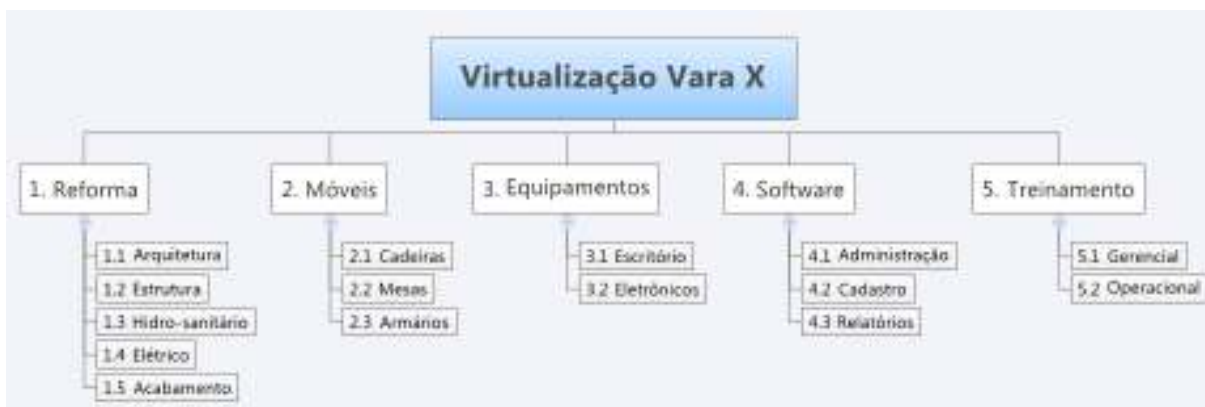 Virtualização Vara X
1. Reforma
1.1 Arquitetura
1.2 Estrutura
1.3 Hidro-sanitário
1.4 Elétrico
1.5 Acabamento
2. Móveis
2.1 Cadeiras
2.2 Mesas
2.3 Armários
3. Equipamentos
3.1 Escritório
3.2 Eletrônicos
4. Software
4.1 Administração
4.2 Cadastro
4.3 Relatórios
5. Treinamento
5.1 Gerencial
5.2 Operacional